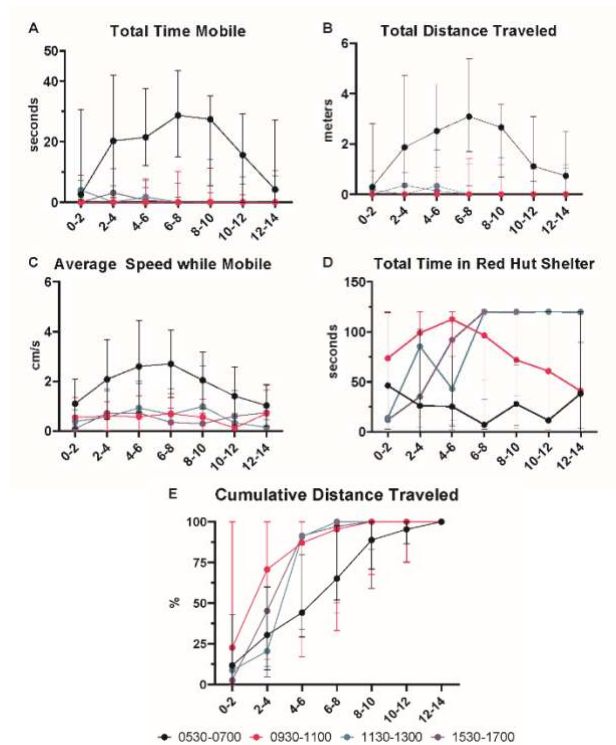 A Total Time Mobile
50
40
20
0
seconds
0-2 2-4 4-6 6-8 8-10 10-12 12-14
B Total Distance Traveled
6
4
2
0
meters
0-2 2-4 4-6 6-8 8-10 10-12 12-14
C Average Speed while Mobile
6
4
2
0
cm/s
0-2 2-4 4-6 6-8 8-10 10-12 12-14
D Total Time in Red Hut Shelter
150
100
50
0
seconds
0-2 2-4 4-6 6-8 8-10 10-12 12-14
E Cumulative Distance Traveled
100
75
50
25
0
%
0-2 2-4 4-6 6-8 8-10 10-12 12-14
0530-0700 0930-1100 1130-1300 1530-1700